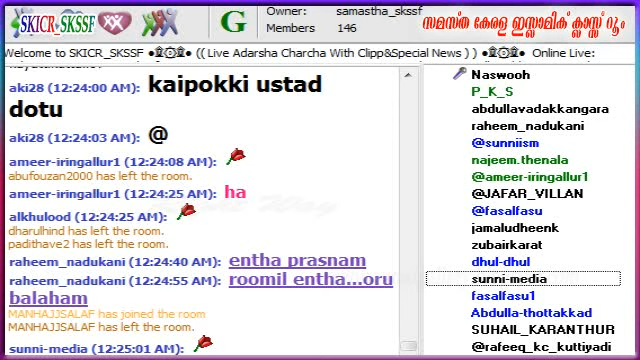 SKICR_SKSSF
G
Owner: samastha_skssf
Members 146
സമസ്ത കേരള ഇസ്ലാമിക് ക്ലാസ്സ് റൂം
Welcome to SKICR_SKSSF ●๑۩๑● (( Live Adarsha Charcha With Clipp&Special News ) ) ●๑۩๑● Online Live:
aki28 (12:24:00 AM): kaipokki ustad
dotu
aki28 (12:24:03 AM): @
ameer-iringallur1 (12:24:08 AM):
abufouzan2000 has left the room.
ameer-iringallur1 (12:24:25 AM): ha
alkhulood (12:24:25 AM):
dharulhind has left the room.
padithave2 has left the room.
raheem_nadukani (12:24:40 AM): entha prasnam
raheem_nadukani (12:24:55 AM): roomil entha...oru
balaham
MANHAJJSALAF has joined the room
MANHAJJSALAF has left the room.
sunni-media (12:25:01 AM):
Naswooh
P_K_S
abdullavadakkangara
raheem_nadukani
@sunniism
najeem.thenala
@ameer-iringallur1
@JAFAR_VILLAN
@fasalfasu
jamaludheenk
zubairkarat
dhul-dhul
sunni-media
fasalfasu1
Abdulla-thottakkad
SUHAIL_KARANTHUR
@rafeeq_kc_kuttiyadi